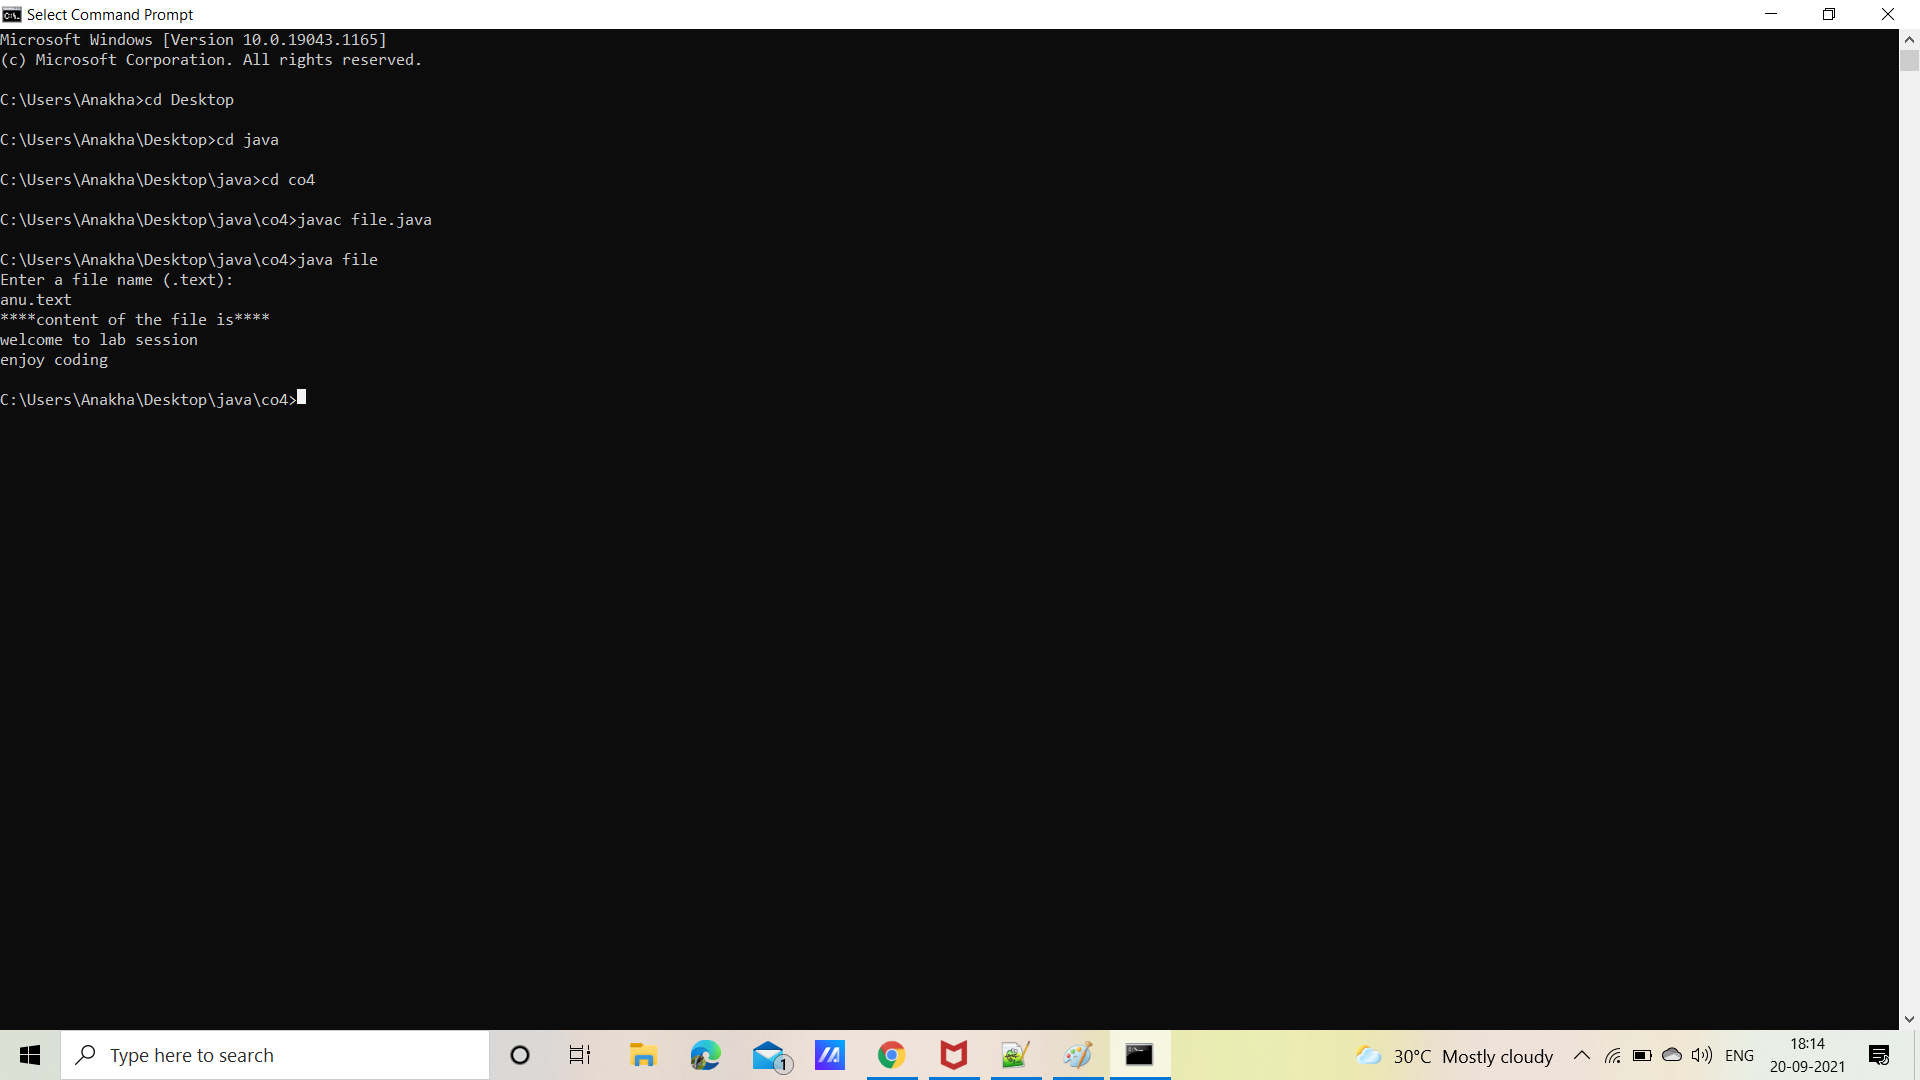 Select Command Prompt
Microsoft Windows [Version 10.0.19043.1165]
(c) Microsoft Corporation. All rights reserved.
C:\Users\Anakha>cd Desktop
C:\Users\Anakha\Desktop>cd java
C:\Users\Anakha\Desktop\java>cd co4
C:\Users\Anakha\Desktop\java\co4>javac file.java
C:\Users\Anakha\Desktop\java\co4>java file
Enter a file name (.text):
anu.text
****content of the file is****
welcome to lab session
enjoy coding
C:\Users\Anakha\Desktop\java\co4>
Type here to search
1
30°C Mostly cloudy
ENG
18:14
20-09-2021
3